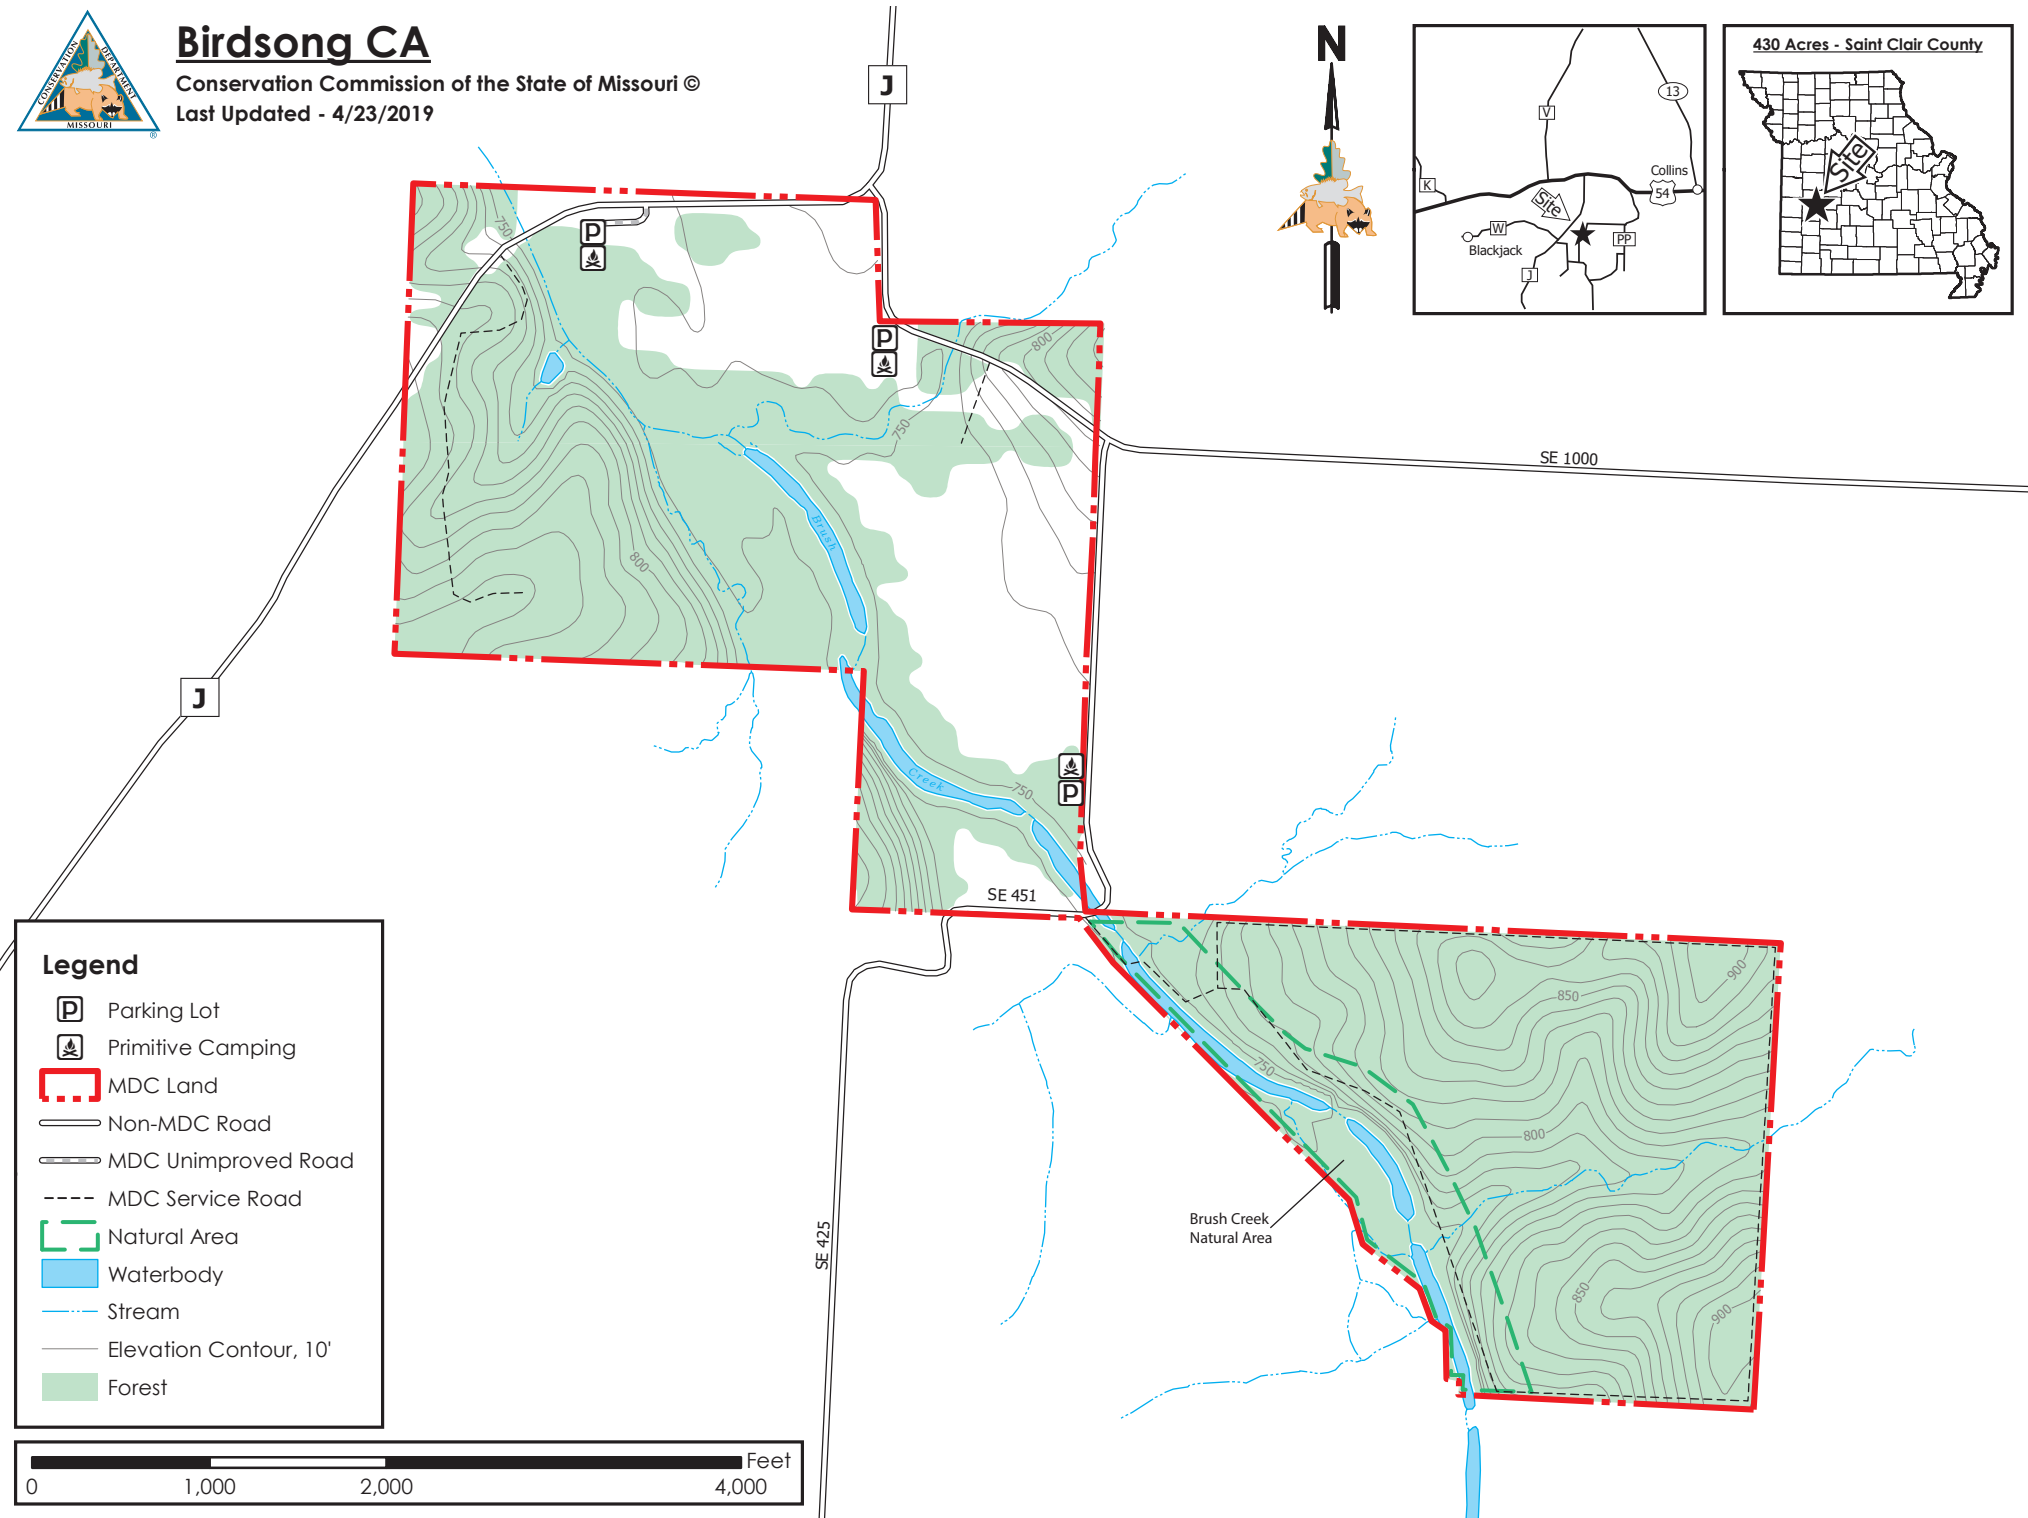 CONSERVATION
DEPARTMENT
MISSOURI
®
Birdsong CA
Conservation Commission of the State of Missouri ©
Last Updated - 4/23/2019
J
N
V
13
K
Collins
54
Site
W
Blackjack
PP
J
430 Acres - Saint Clair County
Site
750
P
P
800
750
SE 1000
Brush
800
J
Creek
750
P
SE 451
900
850
750
800
Brush Creek
Natural Area
SE 425
850
900
Legend
P Parking Lot
Primitive Camping
MDC Land
Non-MDC Road
MDC Unimproved Road
MDC Service Road
Natural Area
Waterbody
Stream
Elevation Contour, 10'
Forest
Feet
0 1,000 2,000 4,000